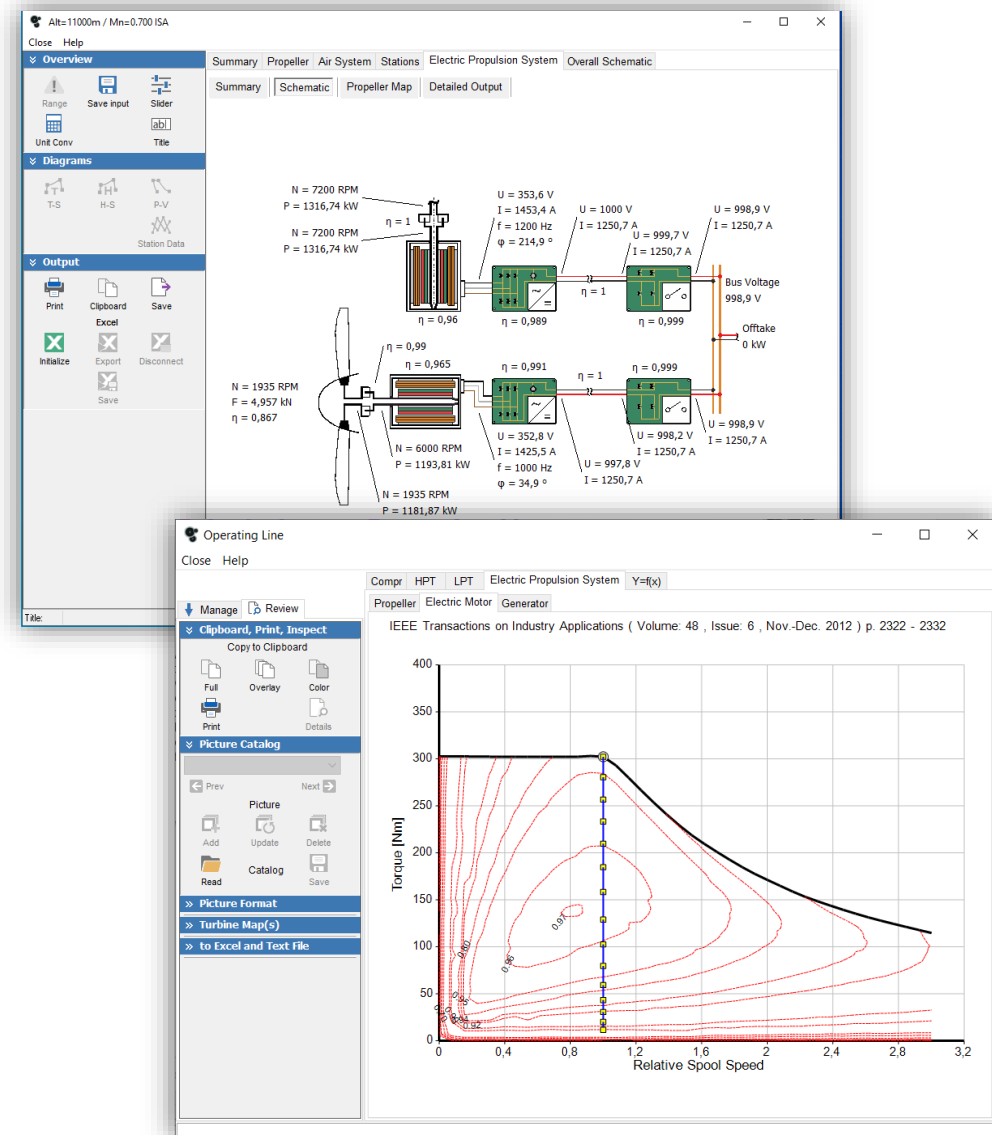 Alt=11000m / Mn=0.700 ISA
Close Help
Overview
Range Save input Slider
Unit Conv Title
abl
Diagrams
T-S H-S P-V
Station Data
Output
Print Clipboard Save
Excel
Initialize Export Disconnect
Save
Title:
Summary Propeller Air System Stations Electric Propulsion System Overall Schematic
Summary Schematic Propeller Map Detailed Output
N = 7200 RPM
P = 1316,74 kW
η = 1
N = 7200 RPM
P = 1316,74 kW
η = 0,96
U = 353,6 V
I = 1453,4 A
f = 1200 Hz
φ = 214,9 º
η = 0,989
U = 1000 V
I = 1250,7 A
η = 1
U = 999,7 V
I = 1250,7 A
η = 0,999
U = 998,9 V
I = 1250,7 A
Bus Voltage
998,9 V
Offtake
0 kW
N = 1935 RPM
F = 4,957 kN
η = 0,867
η = 0,99
η = 0,965
N = 6000 RPM
P = 1193,81 kW
N = 1935 RPM
P = 1181,87 kW
η = 0,991
U = 352,8 V
I = 1425,5 A
f = 1000 Hz
φ = 34,9 º
η = 1
U = 997,8 V
I = 1250,7 A
η = 0,999
U = 998,2 V
I = 1250,7 A
U = 998,9 V
I = 1250,7 A
Operating Line
Close Help
Manage Review
Clipboard, Print, Inspect
Copy to Clipboard
Full Overlay Color
Print Details
Picture Catalog
Prev Next
Picture
Add Update Delete
Read Catalog Save
Picture Format
Turbine Map(s)
to Excel and Text File
Compr HPT LPT Electric Propulsion System Y=f(x)
Propeller Electric Motor Generator
IEEE Transactions on Industry Applications ( Volume: 48 , Issue: 6 , Nov.-Dec. 2012 ) p. 2322 - 2332
Torque [Nm]
400
350
300
250
200
150
100
50
0
0.97
0.96
0.60
0.95
0.94
0.92
0 0,4 0,8 1,2 1,6 2 2,4 2,8 3,2
Relative Spool Speed